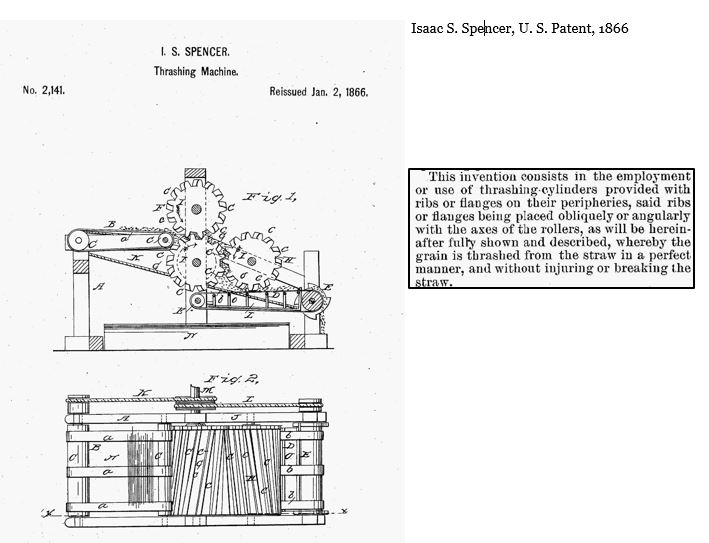 Isaac S. Spencer, U. S. Patent, 1866
I. S. SPENCER.
Thrashing Machine.
No. 2,141.
Reissued Jan. 2, 1866.
Fig. 1,
Fig. 2,
This invention consists in the employment
or use of thrashing-cylinders provided with
ribs or flanges on their peripheries, said ribs
or flanges being placed obliquely or angularly
with the axes of the rollers, as will be herein-
after fully shown and described, whereby the
grain is thrashed from the straw in a perfect
manner, and without injuring or breaking the
straw.